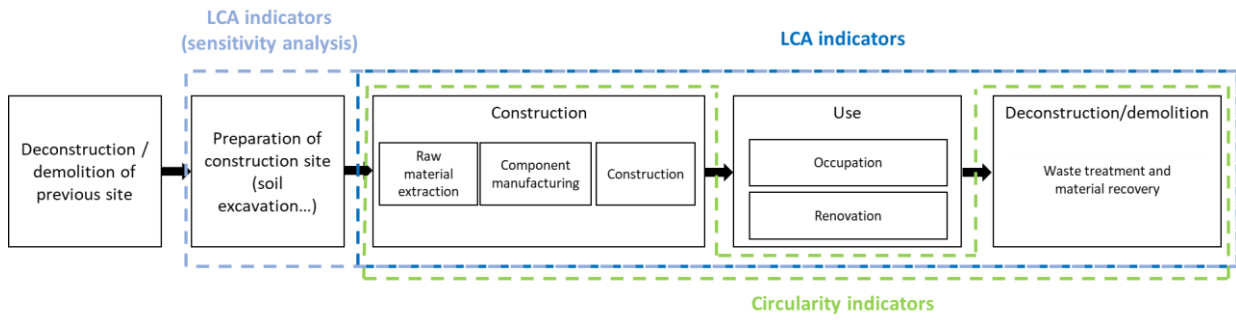 LCA indicators
(sensitivity analysis)
LCA indicators
Deconstruction /
demolition of
previous site
Preparation of
construction site
(soil
excavation...)
Construction
Raw
material
extraction
Component
manufacturing
Construction
Use
Occupation
Renovation
Deconstruction/demolition
Waste treatment and
material recovery
Circularity indicators